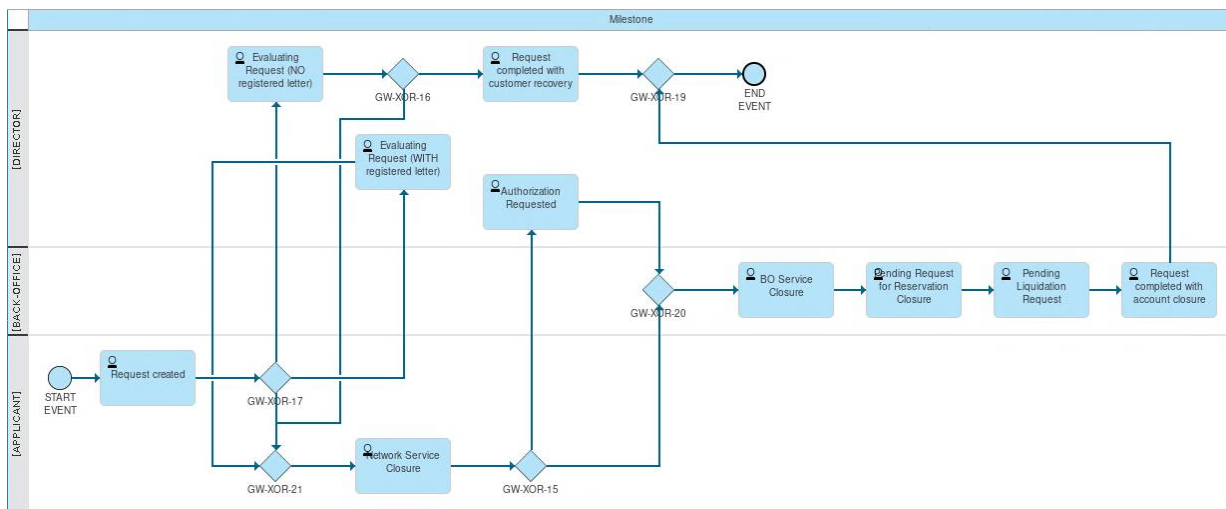 Milestone
[DIRECTOR]
Evaluating
Request (NO
registered letter)
GW-XOR-16
Request
completed with
customer recovery
GW-XOR-19
END
EVENT
Evaluating
Request (WITH
registered letter)
Authorization
Requested
[BACK-OFFICE]
GW-XOR-20
BO Service
Closure
Pending Request
for Reservation
Closure
Pending
Liquidation
Request
Request
completed with
account closure
[APPLICANT]
START
EVENT
Request created
GW-XOR-17
GW-XOR-21
Network Service
Closure
GW-XOR-15